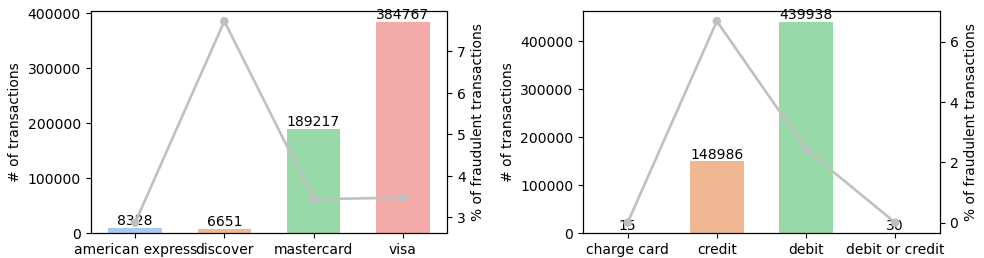 # of transactions
400000
300000
200000
100000
0
8328
6651
189217
384767
american express
discover
mastercard
visa
7
6
5
4
3
% of fraudulent transactions
# of transactions
400000
300000
200000
100000
0
15
148986
439938
30
charge card
credit
debit
debit or credit
6
4
2
0
% of fraudulent transactions